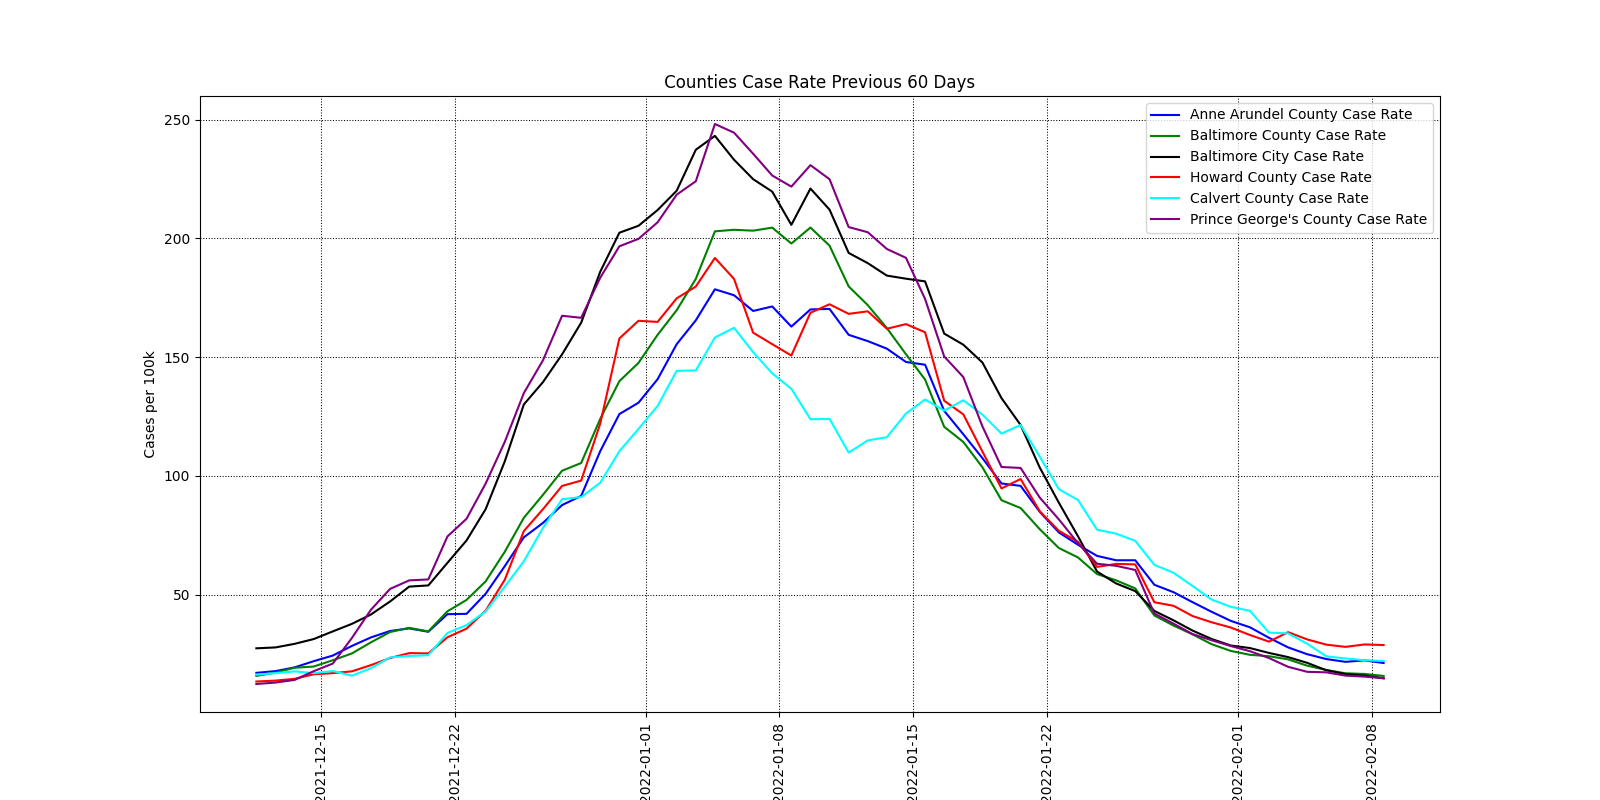 Counties Case Rate Previous 60 Days
Cases per 100k
250
200
150
100
50
Anne Arundel County Case Rate
Baltimore County Case Rate
Baltimore City Case Rate
Howard County Case Rate
Calvert County Case Rate
Prince George's County Case Rate
2021-12-15
2021-12-22
2022-01-01
2022-01-08
2022-01-15
2022-01-22
2022-02-01
2022-02-08